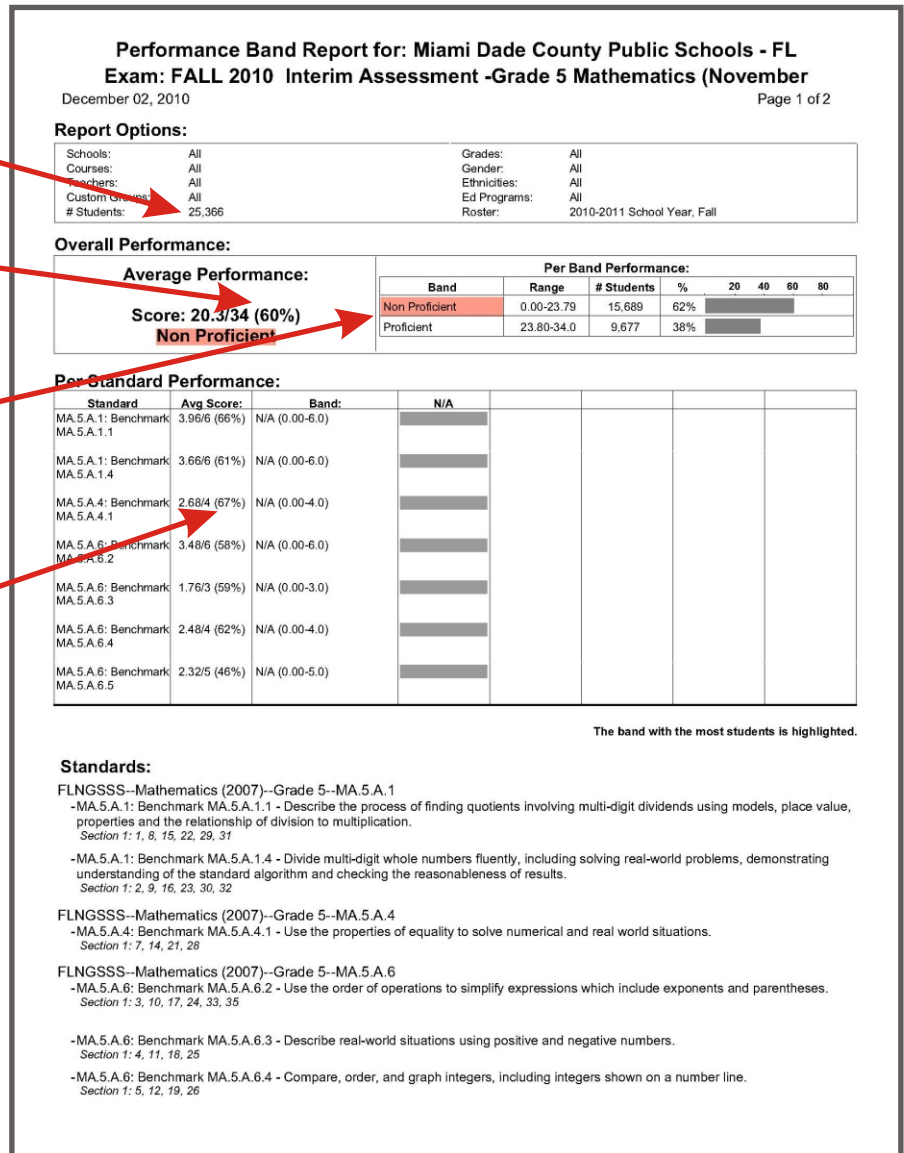 Performance Band Report for: Miami Dade County Public Schools - FL
Exam: FALL 2010 Interim Assessment -Grade 5 Mathematics (November
December 02, 2010 Page 1 of 2
Report Options:
Schools: All Grades: All
Courses: All Gender: All
Teachers: All Ethnicities: All
Custom Groups: All Ed Programs: All
# Students: 25,366 Roster: 2010-2011 School Year, Fall
Overall Performance:
Average Performance:
Score: 20.3/34 (60%)
Non Proficient
Per Band Performance:
Band Range # Students % 20 40 60 80
Non Proficient 0.00-23.79 15,689 62%
Proficient 23.80-34.0 9,677 38%
Per Standard Performance:
Standard Avg Score: Band: N/A
MA.5.A.1: Benchmark 3.96/6 (66%) N/A (0.00-6.0)
MA.5.A.1.1
MA.5.A.1: Benchmark 3.66/6 (61%) N/A (0.00-6.0)
MA.5.A.1.4
MA.5.A.4: Benchmark 2.68/4 (67%) N/A (0.00-4.0)
MA.5.A.4.1
MA.5.A.6: Benchmark 3.48/6 (58%) N/A (0.00-6.0)
MA.5.A.6.2
MA.5.A.6: Benchmark 1.76/3 (59%) N/A (0.00-3.0)
MA.5.A.6.3
MA.5.A.6: Benchmark 2.48/4 (62%) N/A (0.00-4.0)
MA.5.A.6.4
MA.5.A.6: Benchmark 2.32/5 (46%) N/A (0.00-5.0)
MA.5.A.6.5
The band with the most students is highlighted.
Standards:
FLNGSSS--Mathematics (2007)--Grade 5--MA.5.A.1
-MA.5.A.1: Benchmark MA.5.A.1.1 - Describe the process of finding quotients involving multi-digit dividends using models, place value,
properties and the relationship of division to multiplication.
Section 1: 1, 8, 15, 22, 29, 31
-MA.5.A.1: Benchmark MA.5.A.1.4 - Divide multi-digit whole numbers fluently, including solving real-world problems, demonstrating
understanding of the standard algorithm and checking the reasonableness of results.
Section 1: 2, 9, 16, 23, 30, 32
FLNGSSS--Mathematics (2007)--Grade 5--MA.5.A.4
-MA.5.A.4: Benchmark MA.5.A.4.1 - Use the properties of equality to solve numerical and real world situations.
Section 1: 7, 14, 21, 28
FLNGSSS--Mathematics (2007)--Grade 5--MA.5.A.6
-MA.5.A.6: Benchmark MA.5.A.6.2 - Use the order of operations to simplify expressions which include exponents and parentheses.
Section 1: 3, 10, 17, 24, 33, 35
-MA.5.A.6: Benchmark MA.5.A.6.3 - Describe real-world situations using positive and negative numbers.
Section 1: 4, 11, 18, 25
-MA.5.A.6: Benchmark MA.5.A.6.4 - Compare, order, and graph integers, including integers shown on a number line.
Section 1: 5, 12, 19, 26